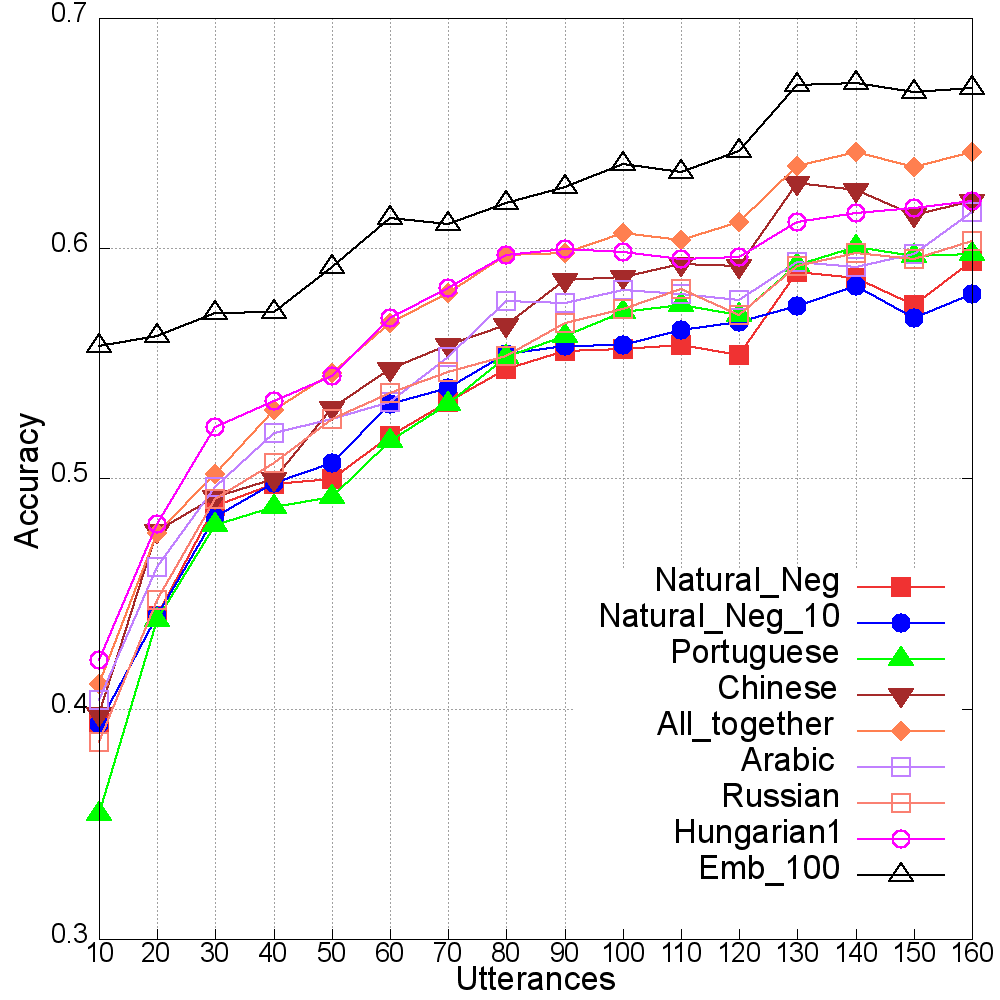 0.7
0.6
0.5
0.4
0.3
Accuracy
Natural_Neg
Natural_Neg_10
Portuguese
Chinese
All_together
Arabic
Russian
Hungarian1
Emb_100
10 20 30 40 50 60 70 80 90 100 110 120 130 140 150 160
Utterances